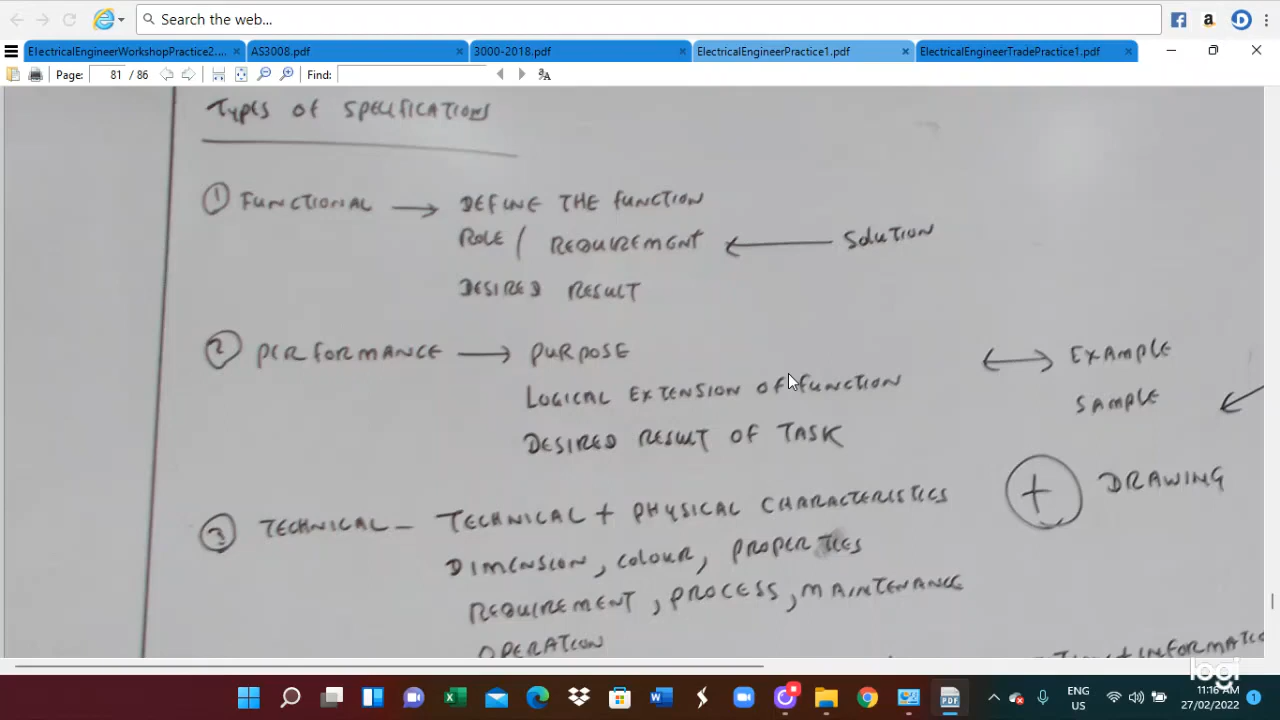 Search the web...
ElectricalEngineerWorkshopPractice2....
AS3008.pdf
3000-2018.pdf
ElectricalEngineerPractice1.pdf
ElectricalEngineerTradePractice1.pdf
Page: 81 / 86 Find:
TYPES OF SPECIFICATIONS
1 FUNCTIONAL → DEFINE THE FUNCTION
ROLE / REQUIREMENT ← SOLUTION
DESIRED RESULT
2 PERFORMANCE → PURPOSE ↔ EXAMPLE
LOGICAL EXTENSION OF FUNCTION SAMPLE
DESIRED RESULT OF TASK
+ DRAWING
3 TECHNICAL - TECHNICAL + PHYSICAL CHARACTERISTICS
DIMENSION, COLOUR, PROPERTIES
REQUIREMENT, PROCESS, MAINTENANCE
OPERATION
logi
ENG
US
11:16 AM
27/02/2022